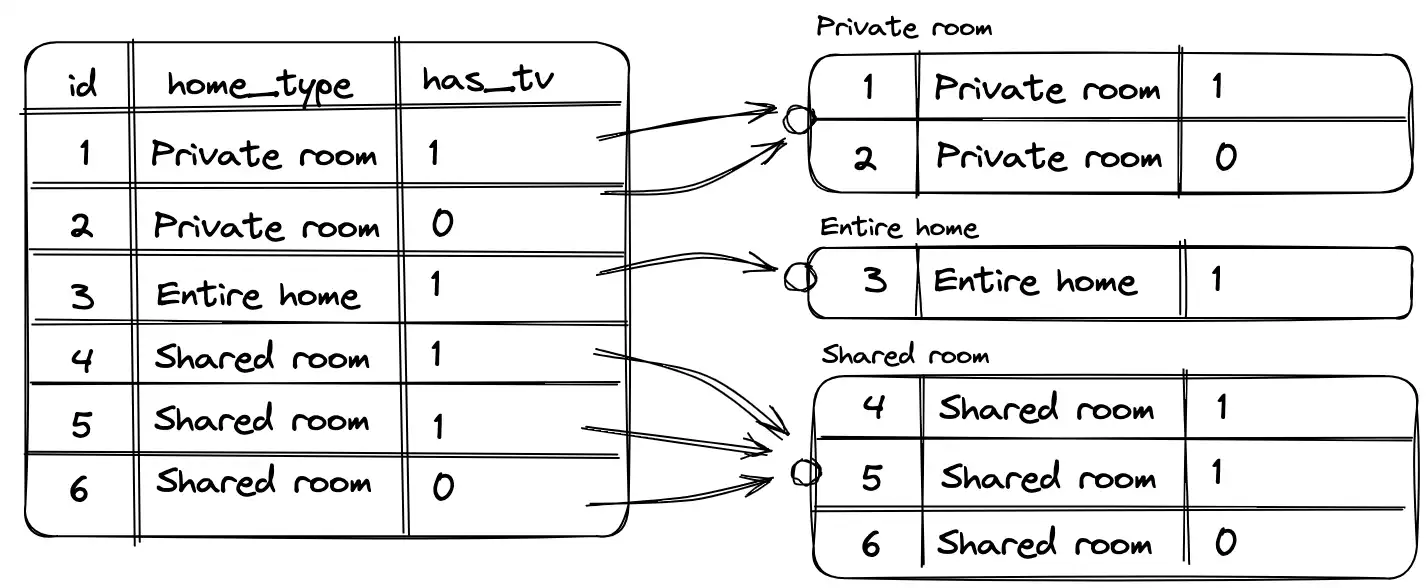 id home_type has_tv
1 Private room 1
2 Private room 0
3 Entire home 1
4 Shared room 1
5 Shared room 1
6 Shared room 0
Private room
1 Private room 1
2 Private room 0
Entire home
3 Entire home 1
Shared room
4 Shared room 1
5 Shared room 1
6 Shared room 0